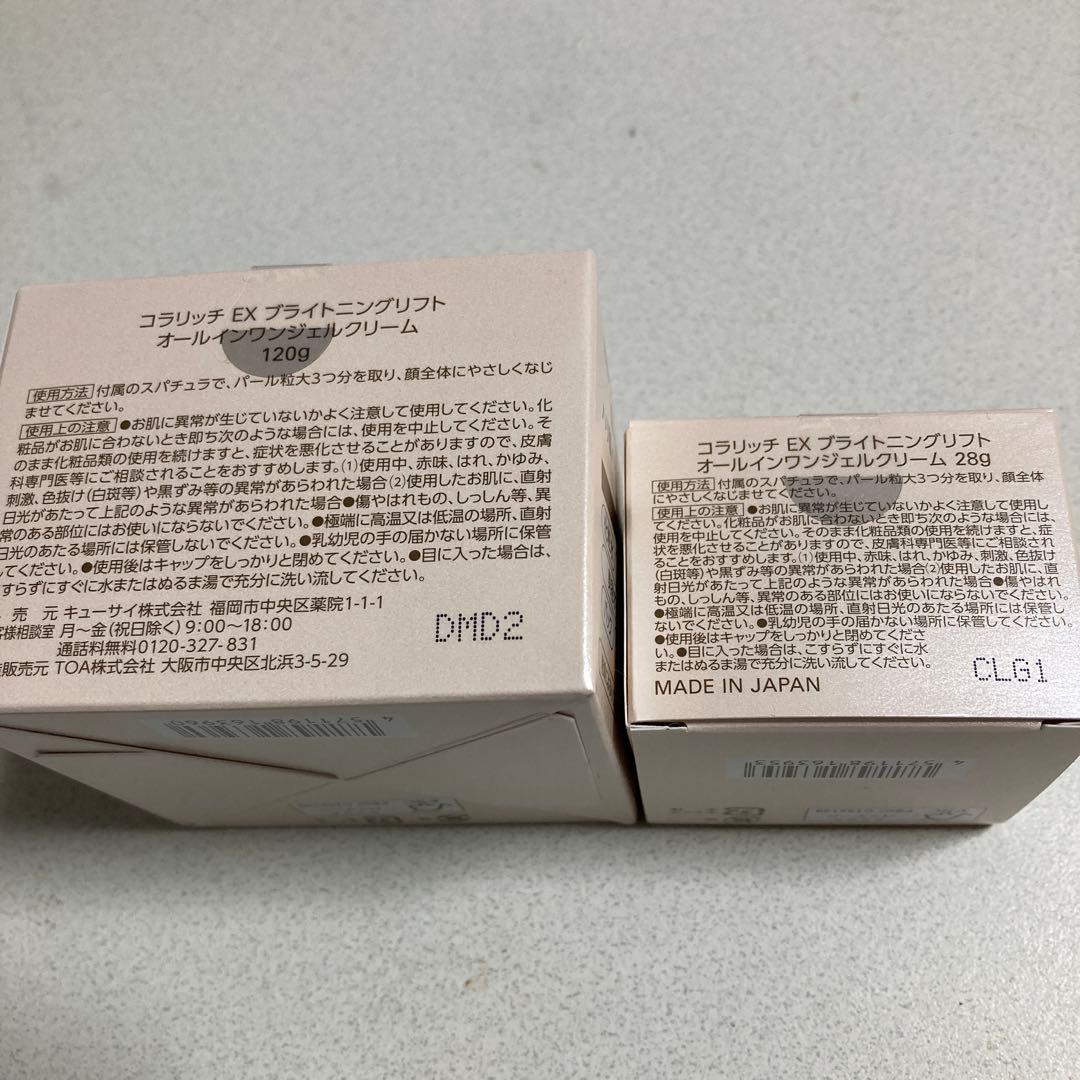 コラリッチ EX ブライトニングリフト
オールインワンジェルクリーム
120g
使用方法 付属のスパチュラで、パール粒大3つ分を取り、顔全体にやさしくなじ
ませてください。
使用上の注意 ●お肌に異常が生じていないかよく注意して使用してください。化
粧品がお肌に合わないとき即ち次のような場合には、使用を中止してください。そ
のまま化粧品類の使用を続けますと、症状を悪化させることがありますので、皮膚
科専門医等にご相談されることをおすすめします。(1)使用中、赤味、はれ、かゆみ、
刺激、色抜け(白斑等)や黒ずみ等の異常があらわれた場合(2)使用したお肌に、直射
日光があたって上記のような異常があらわれた場合●傷やはれもの、しっしん等、異
常のある部位にはお使いにならないでください。●極端に高温又は低温の場所、直射
日光のあたる場所には保管しないでください。●乳幼児の手の届かない場所に保管
してください。●使用後はキャップをしっかりと閉めてください。●目に入った場合は、
すらずにすぐに水またはぬるま湯で充分に洗い流してください。
売 元 キューサイ株式会社 福岡市中央区薬院1-1-1
客様相談室 月〜金(祝日除く)9:00〜18:00
通話料無料0120-327-831
販売元 TOA株式会社 大阪市中央区北浜3-5-29
DMD2
コラリッチ EX ブライトニングリフト
オールインワンジェルクリーム 28g
使用方法 付属のスパチュラで、パール粒大3つ分を取り、顔全体
にやさしくなじませてください。
使用上の注意 ●お肌に異常が生じていないかよく注意して使用し
てください。化粧品がお肌に合わないとき即ち次のような場合には、
使用を中止してください。そのまま化粧品類の使用を続けますと、症
状を悪化させることがありますので、皮膚科専門医等にご相談され
ることをおすすめします。(1)使用中、赤味、はれ、かゆみ、刺激、色抜け
(白斑等)や黒ずみ等の異常があらわれた場合(2)使用したお肌に、直
射日光があたって上記のような異常があらわれた場合●傷やはれ
もの、しっしん等、異常のある部位にはお使いにならないでください。
●極端に高温又は低温の場所、直射日光のあたる場所には保管し
ないでください。●乳幼児の手の届かない場所に保管してください。
●使用後はキャップをしっかりと閉めてくださ
い。●目に入った場合は、こすらずにすぐに水
またはぬるま湯で充分に洗い流してください。
MADE IN JAPAN
CLG1